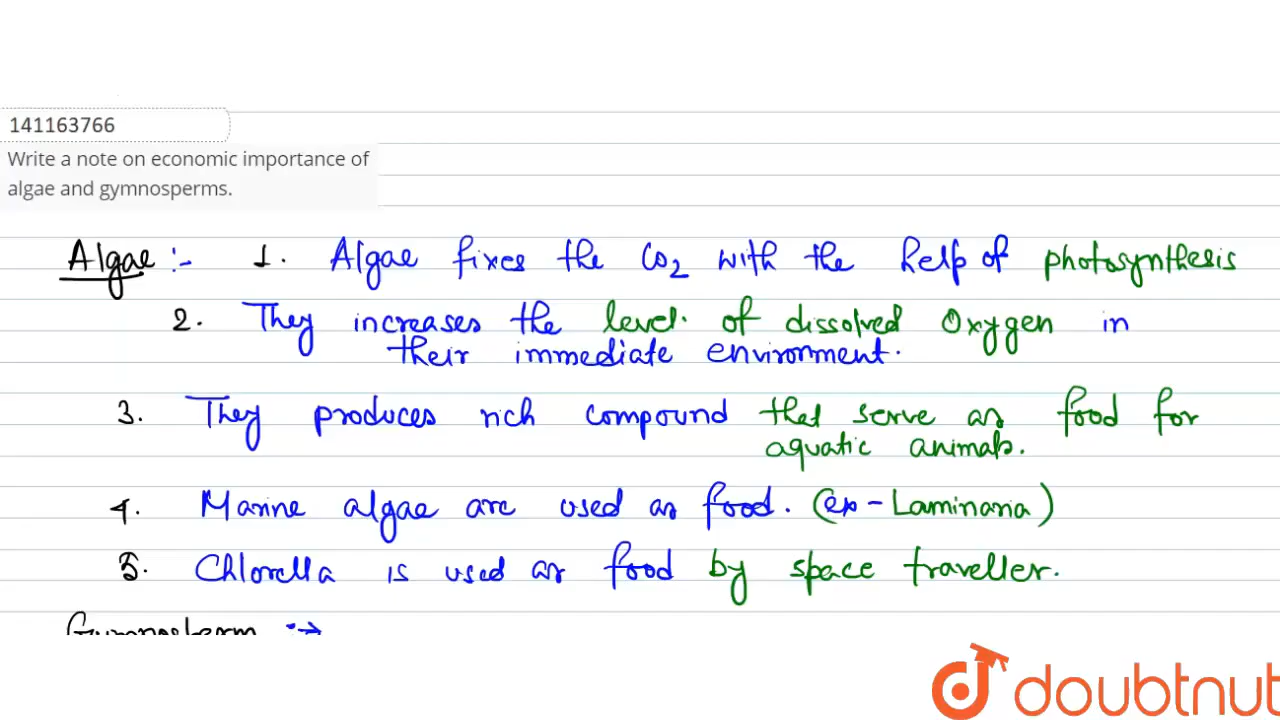 141163766
Write a note on economic importance of
algae and gymnosperms.
Algae :- 1. Algae fixes the CO2 with the help of photosynthesis
2. They increases the level of dissolved Oxygen in
their immediate environment.
3. They produces rich compound that serve as food for
aquatic animals.
4. Marine algae are used as food. (ex - Laminaria)
5. Chlorella is used as food by space traveller.
doubtnut